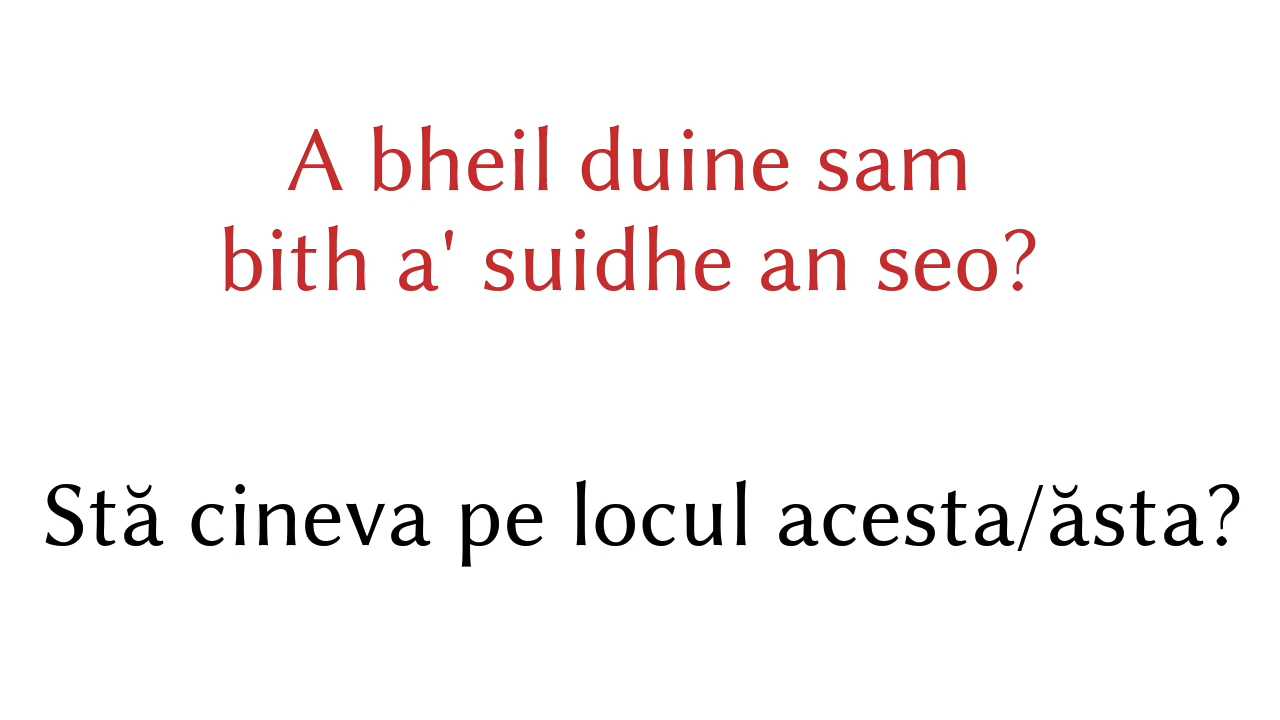 A bheil duine sam
bith a' suidhe an seo?
Stă cineva pe locul acesta/ăsta?